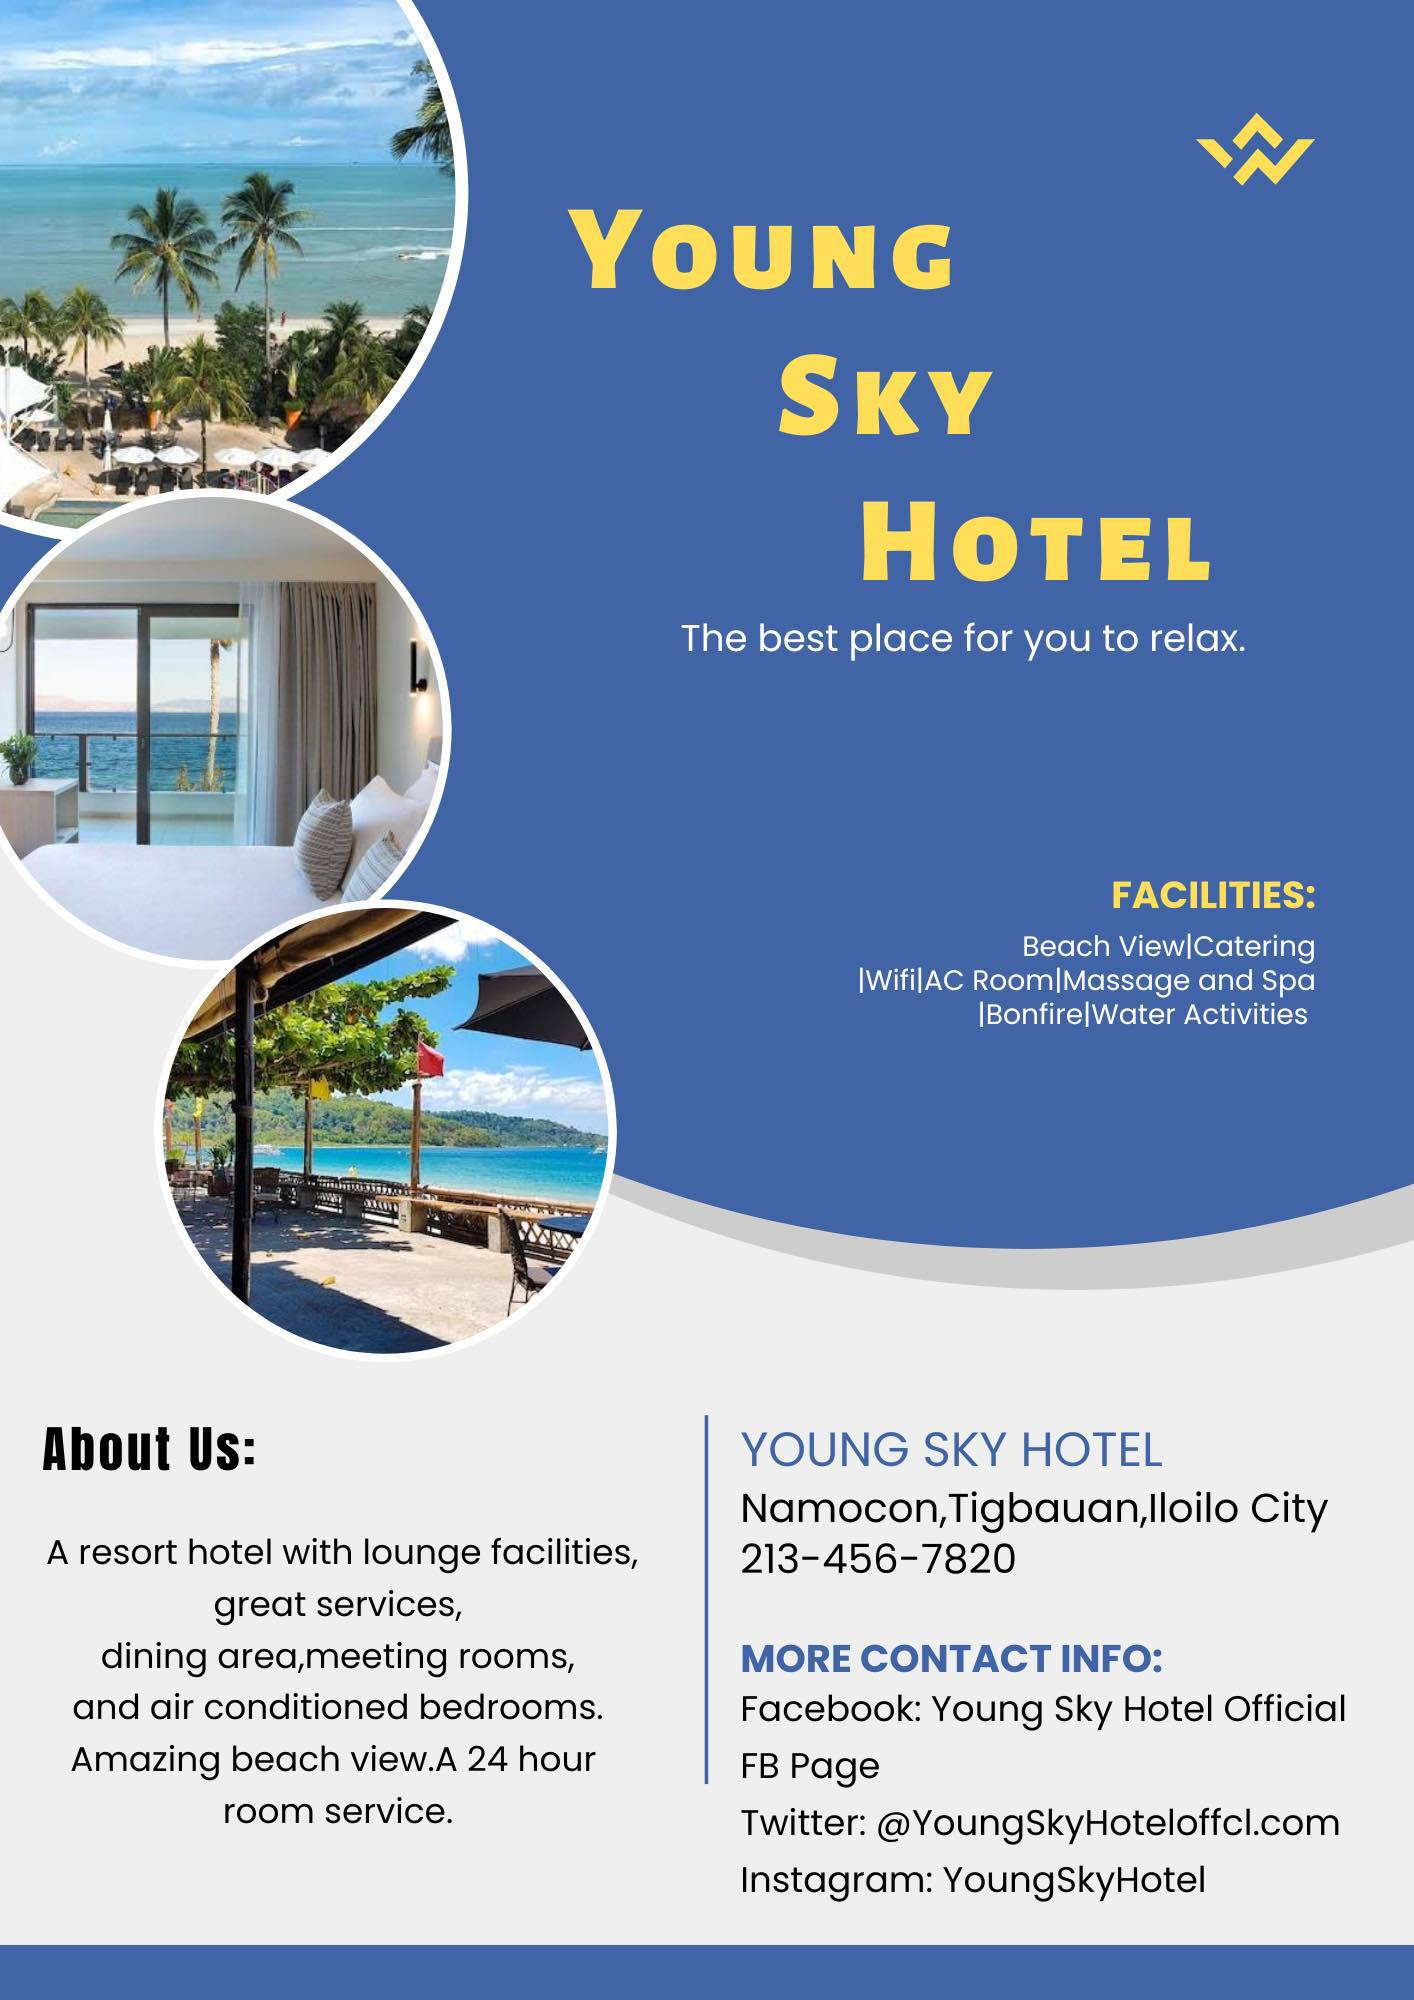 Young
Sky
Hotel
The best place for you to relax.
FACILITIES:
Beach View|Catering
|Wifi|AC Room|Massage and Spa
|Bonfire|Water Activities
About Us:
A resort hotel with lounge facilities,
great services,
dining area,meeting rooms,
and air conditioned bedrooms.
Amazing beach view.A 24 hour
room service.
YOUNG SKY HOTEL
Namocon,Tigbauan,Iloilo City
213-456-7820
MORE CONTACT INFO:
Facebook: Young Sky Hotel Official
FB Page
Twitter: @YoungSkyHoteloffcl.com
Instagram: YoungSkyHotel